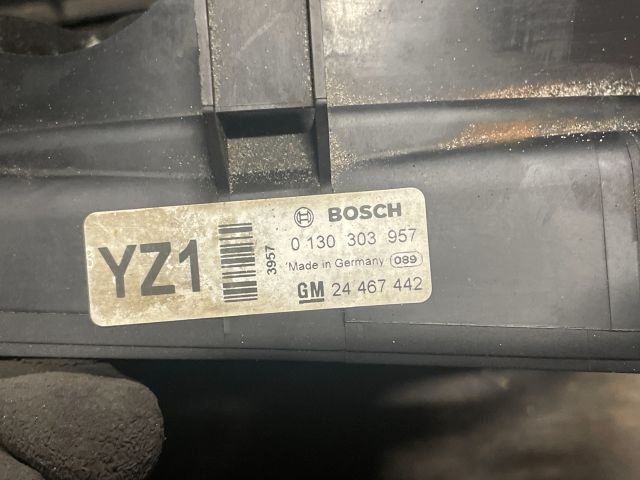 YZ1
3957
BOSCH
0 130 303 957
Made in Germany 089
GM 24 467 442